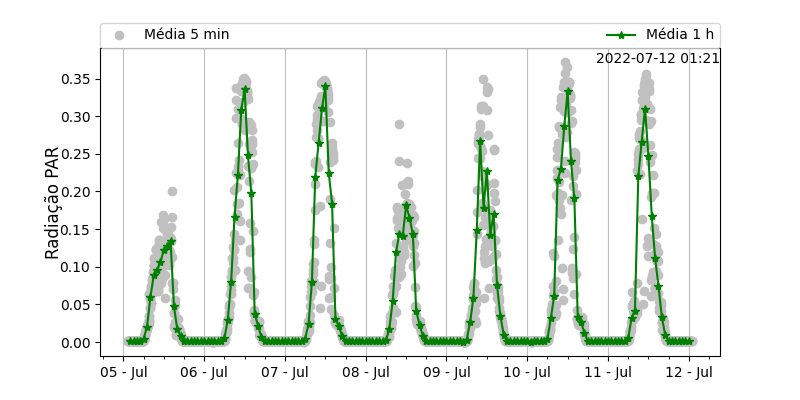 Média 5 min
Média 1 h
2022-07-12 01:21
Radiação PAR
0.35
0.30
0.25
0.20
0.15
0.10
0.05
0.00
05 - Jul
06 - Jul
07 - Jul
08 - Jul
09 - Jul
10 - Jul
11 - Jul
12 - Jul